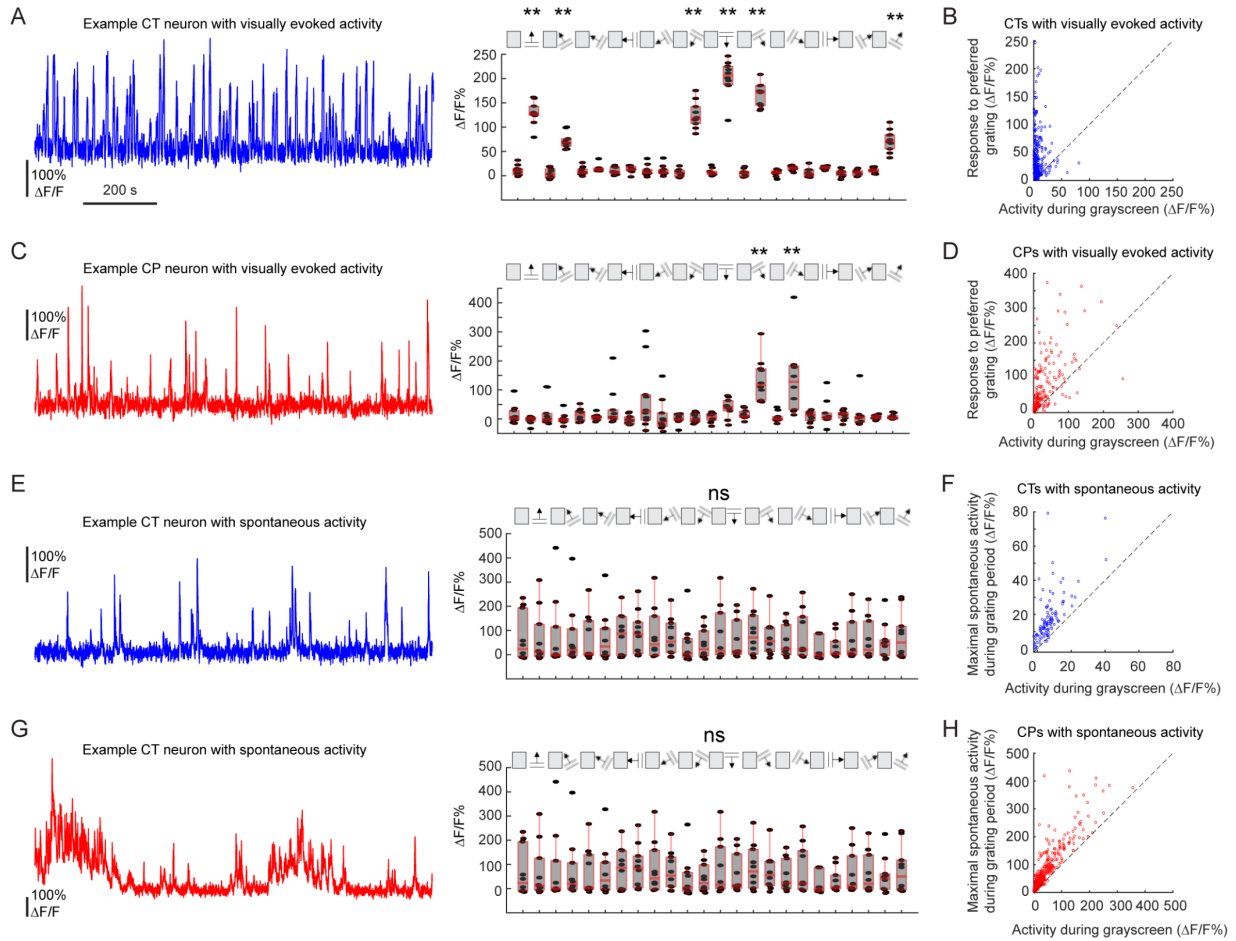 A
Example CT neuron with visually evoked activity
100%
ΔF/F
200 s
** ** ** ** ** **
ΔF/F%
250
200
150
100
50
0
B
CTs with visually evoked activity
Response to preferred
grating (ΔF/F%)
250
200
150
100
50
0
0 50 100 150 200 250
Activity during grayscreen (ΔF/F%)
C
Example CP neuron with visually evoked activity
100%
ΔF/F
** **
ΔF/F%
400
300
200
100
0
D
CPs with visually evoked activity
Response to preferred
grating (ΔF/F%)
400
300
200
100
0
0 100 200 300 400
Activity during grayscreen (ΔF/F%)
E
Example CT neuron with spontaneous activity
100%
ΔF/F
ns
ΔF/F%
500
400
300
200
100
0
F
CTs with spontaneous activity
Maximal spontaneous activity
during grating period (ΔF/F%)
80
60
40
20
0
0 20 40 60 80
Activity during grayscreen (ΔF/F%)
G
Example CT neuron with spontaneous activity
100%
ΔF/F
ns
ΔF/F%
500
400
300
200
100
0
H
CPs with spontaneous activity
Maximal spontaneous activity
during grating period (ΔF/F%)
500
400
300
200
100
0
0 100 200 300 400 500
Activity during grayscreen (ΔF/F%)